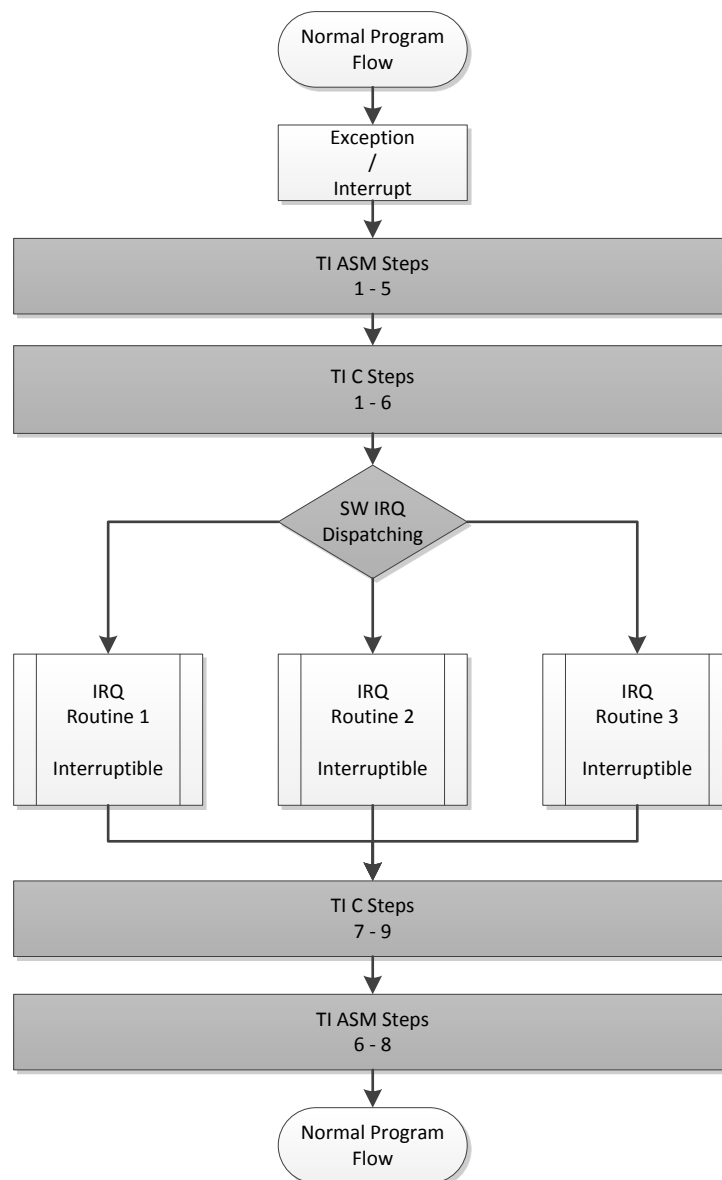 Normal Program
Flow
Exception
/
Interrupt
TI ASM Steps
1 - 5
TI C Steps
1 - 6
SW IRQ
Dispatching
IRQ
Routine 1
Interruptible
IRQ
Routine 2
Interruptible
IRQ
Routine 3
Interruptible
TI C Steps
7 - 9
TI ASM Steps
6 - 8
Normal Program
Flow